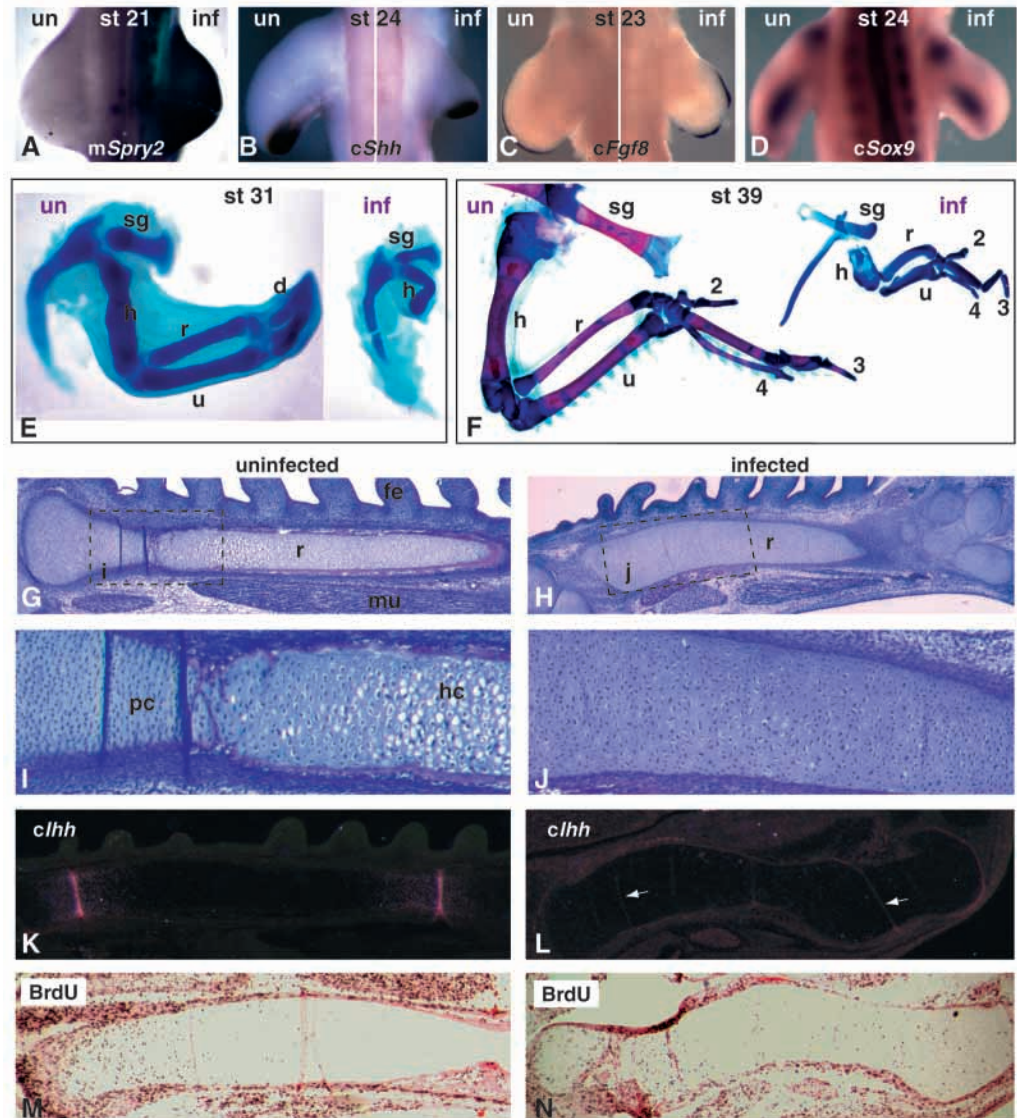 un st 21 inf
A mSpry2
un st 24 inf
B cShh
un st 23 inf
C cFgf8
un st 24 inf
D cSox9
un st 31 inf
sg
h
r
u
d
sg
h
E
un st 39 inf
sg
h
r
u
2
3
4
sg
h
r
u
2
4
3
F
uninfected
infected
fe
i
r
G mu
j
r
H
pc
hc
I
J
cIhh
K
cIhh
L
BrdU
M
BrdU
N